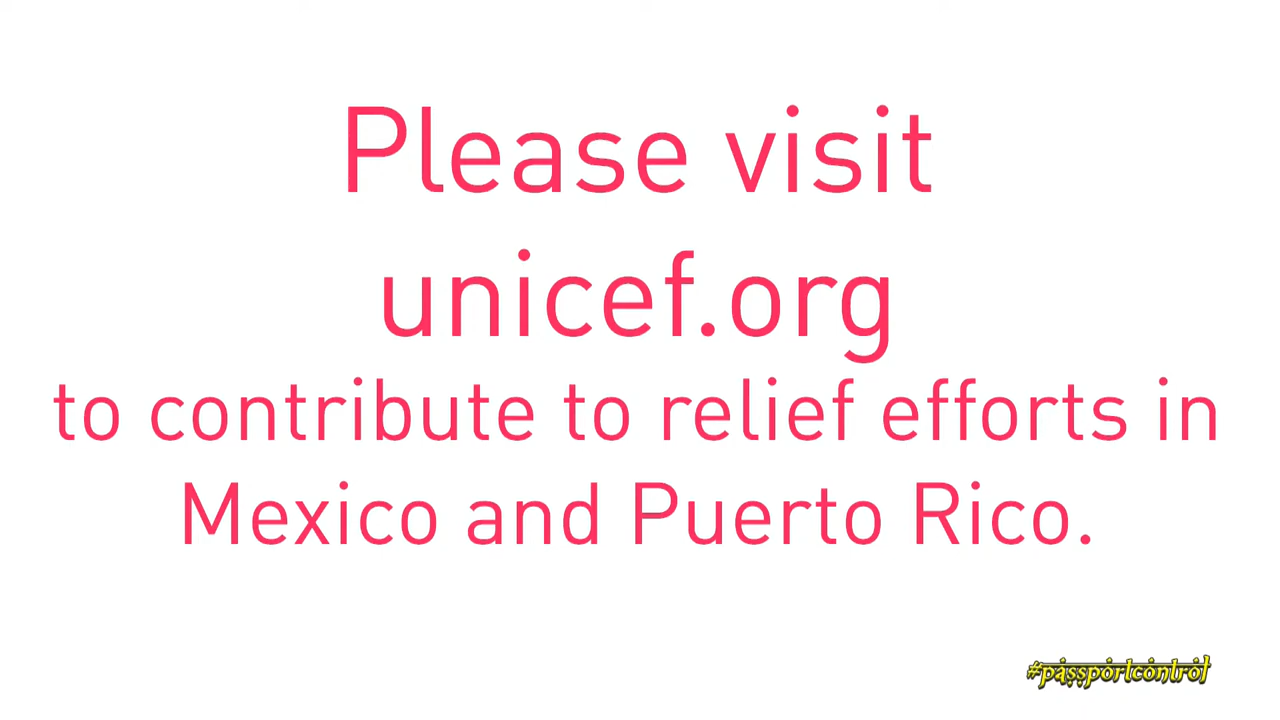 Please visit
unicef.org
to contribute to relief efforts in
Mexico and Puerto Rico.
#passportcontrol